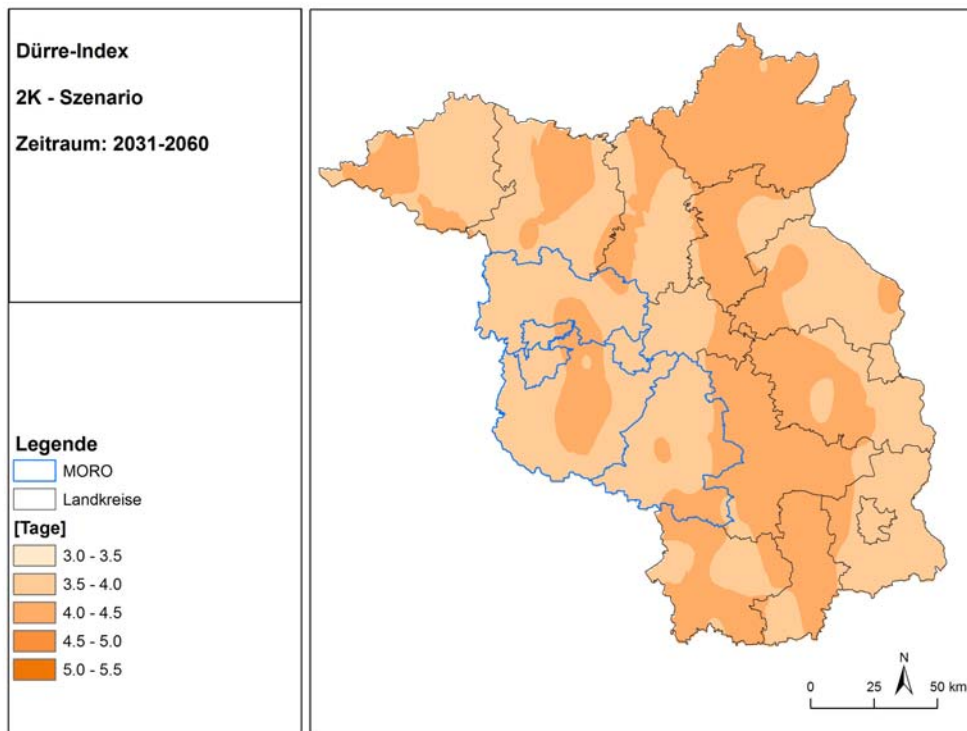 Dürre-Index
2K - Szenario
Zeitraum: 2031-2060
Legende
MORO
Landkreise
[Tage]
3.0 - 3.5
3.5 - 4.0
4.0 - 4.5
4.5 - 5.0
5.0 - 5.5
N
0 25 50 km